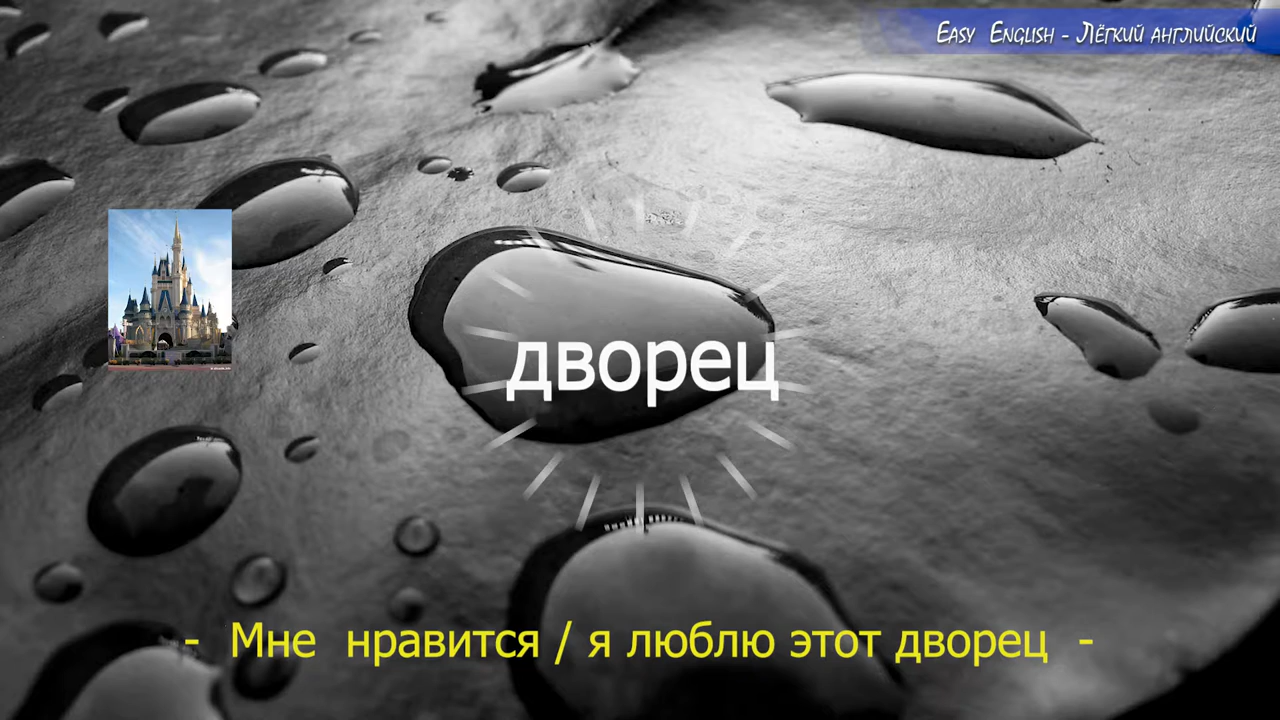 Easy English - Лёгкий английский
дворец
- Мне нравится / я люблю этот дворец -